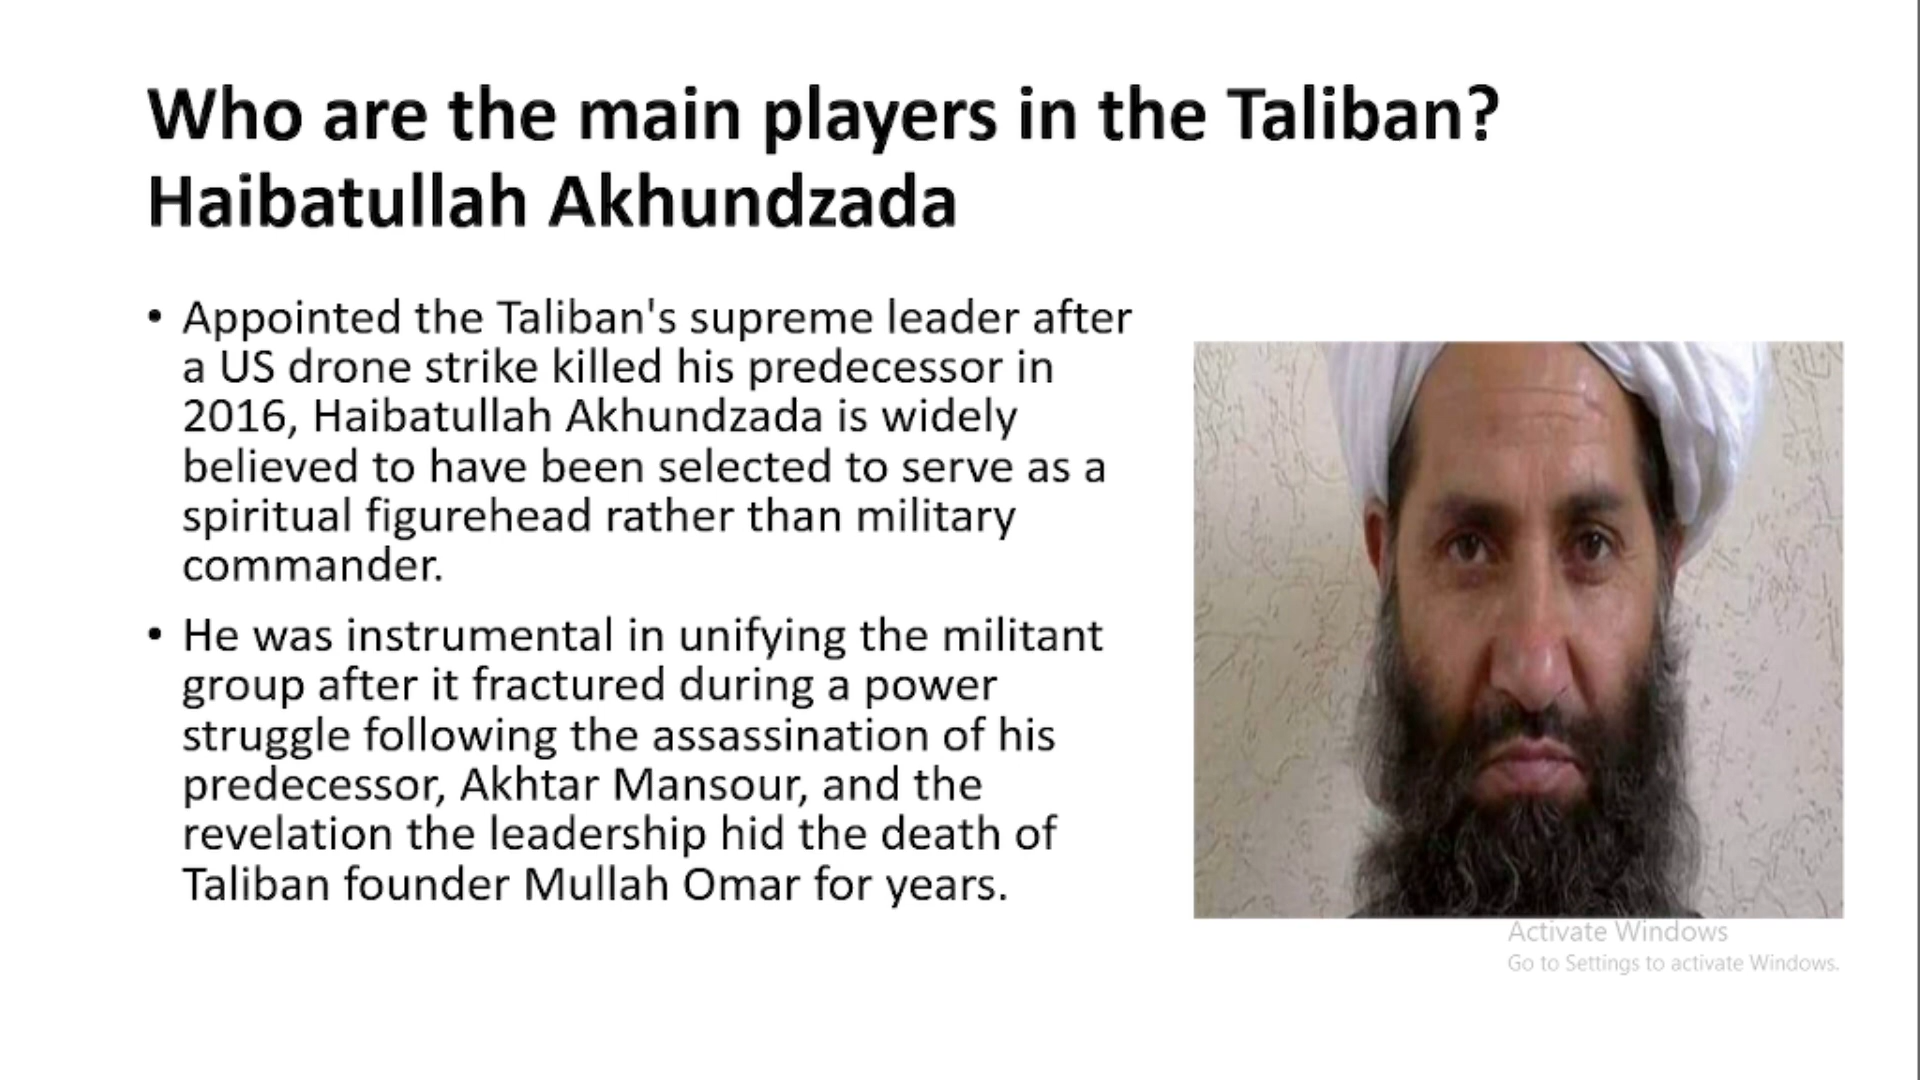 Who are the main players in the Taliban?
Haibatullah Akhundzada
• Appointed the Taliban's supreme leader after
a US drone strike killed his predecessor in
2016, Haibatullah Akhundzada is widely
believed to have been selected to serve as a
spiritual figurehead rather than military
commander.
• He was instrumental in unifying the militant
group after it fractured during a power
struggle following the assassination of his
predecessor, Akhtar Mansour, and the
revelation the leadership hid the death of
Taliban founder Mullah Omar for years.
Activate Windows
Go to Settings to activate Windows.